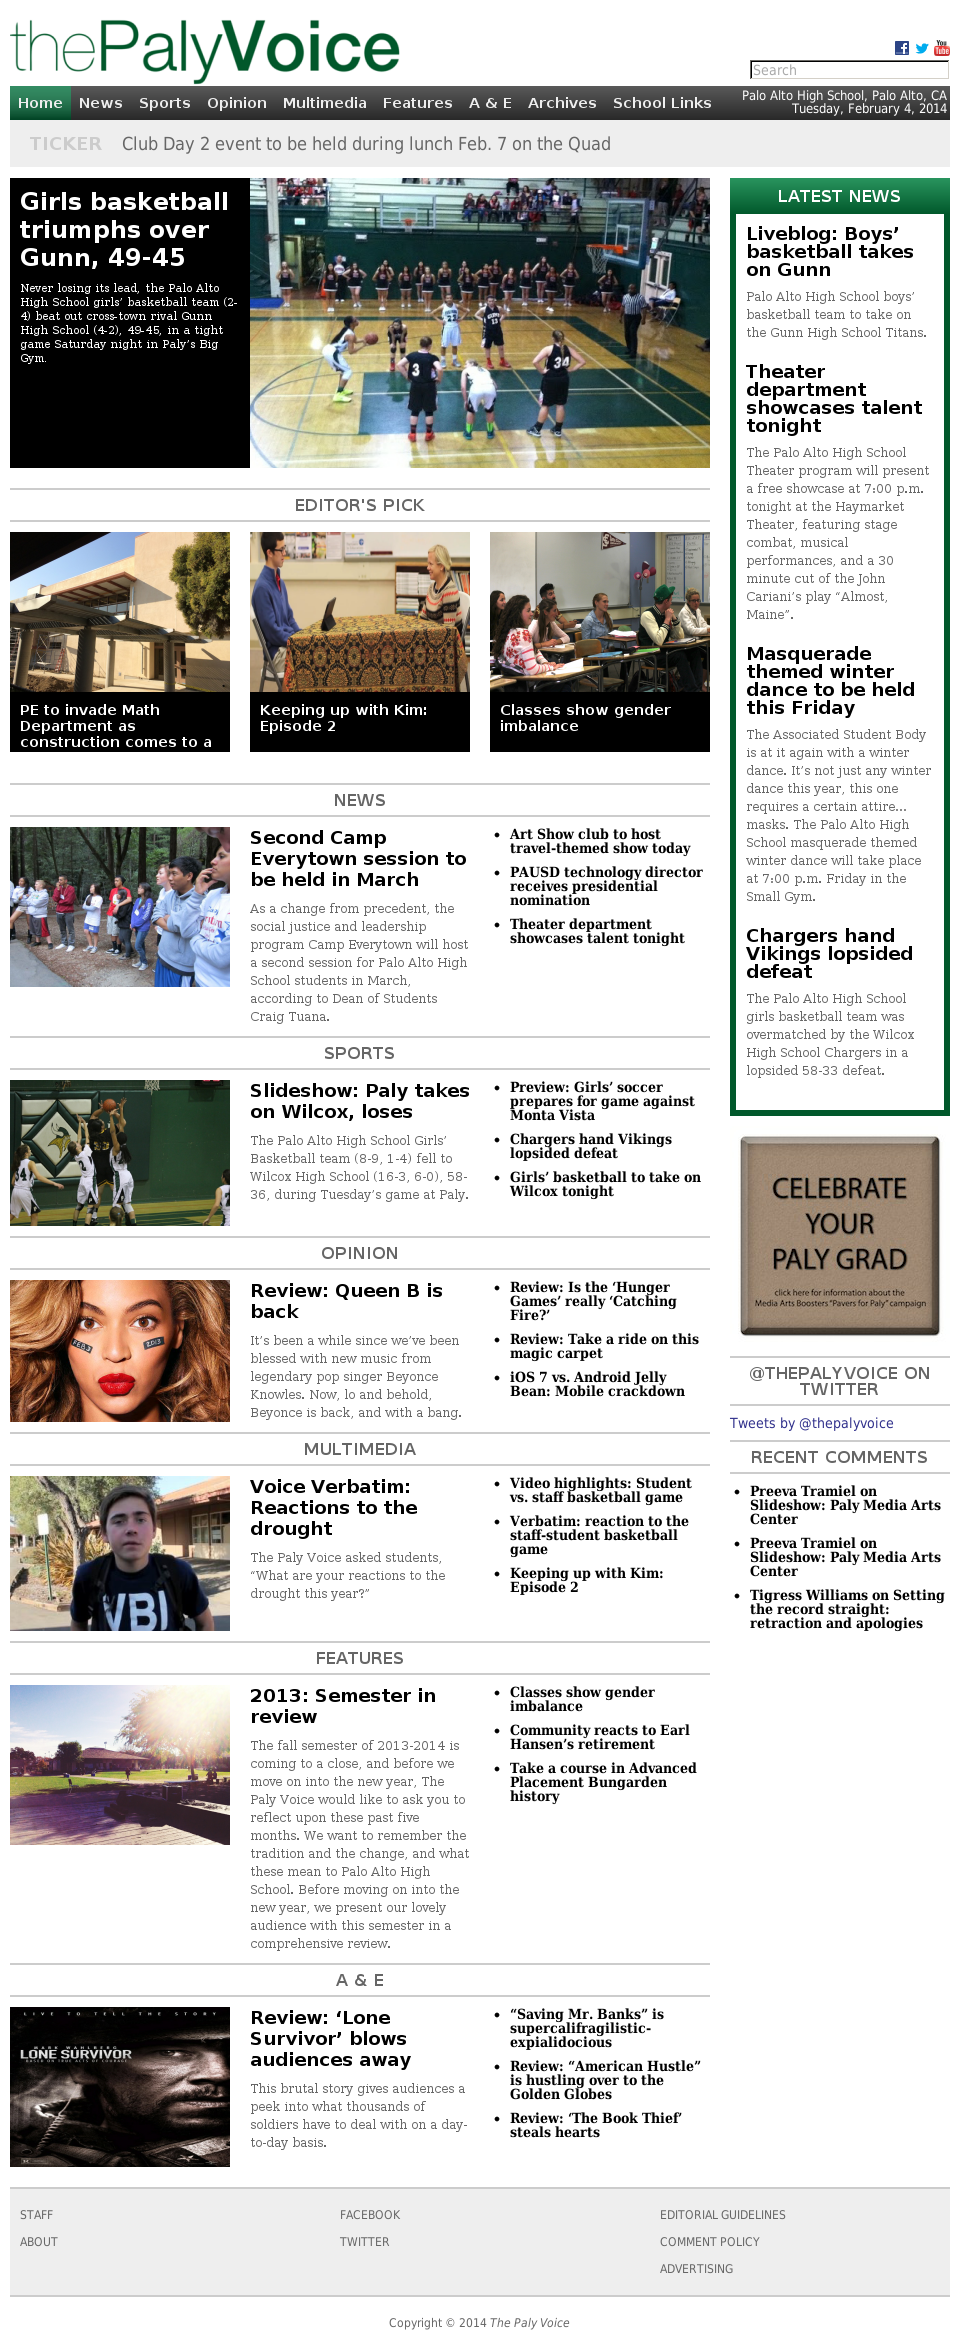 thePalyVoice
Search
Home News Sports Opinion Multimedia Features A & E Archives School Links
Palo Alto High School, Palo Alto, CA
Tuesday, February 4, 2014
TICKER Club Day 2 event to be held during lunch Feb. 7 on the Quad
Girls basketball
triumphs over
Gunn, 49-45
Never losing its lead, the Palo Alto
High School girls’ basketball team (2-
4) beat out cross-town rival Gunn
High School (4-2), 49-45, in a tight
game Saturday night in Paly’s Big
Gym.
3
34
EDITOR'S PICK
PE to invade Math
Department as
construction comes to a
Keeping up with Kim:
Episode 2
Classes show gender
imbalance
NEWS
Second Camp
Everytown session to
be held in March
As a change from precedent, the
social justice and leadership
program Camp Everytown will host
a second session for Palo Alto High
School students in March,
according to Dean of Students
Craig Tuana.
• Art Show club to host
travel-themed show today
• PAUSD technology director
receives presidential
nomination
• Theater department
showcases talent tonight
SPORTS
Slideshow: Paly takes
on Wilcox, loses
The Palo Alto High School Girls’
Basketball team (8-9, 1-4) fell to
Wilcox High School (16-3, 6-0), 58-
36, during Tuesday’s game at Paly.
• Preview: Girls’ soccer
prepares for game against
Monta Vista
• Chargers hand Vikings
lopsided defeat
• Girls’ basketball to take on
Wilcox tonight
OPINION
FEB 3
2013
Review: Queen B is
back
It’s been a while since we’ve been
blessed with new music from
legendary pop singer Beyonce
Knowles. Now, lo and behold,
Beyonce is back, and with a bang.
• Review: Is the ‘Hunger
Games’ really ‘Catching
Fire?’
• Review: Take a ride on this
magic carpet
• iOS 7 vs. Android Jelly
Bean: Mobile crackdown
MULTIMEDIA
VBI
Voice Verbatim:
Reactions to the
drought
The Paly Voice asked students,
“What are your reactions to the
drought this year?”
• Video highlights: Student
vs. staff basketball game
• Verbatim: reaction to the
staff-student basketball
game
• Keeping up with Kim:
Episode 2
FEATURES
2013: Semester in
review
The fall semester of 2013-2014 is
coming to a close, and before we
move on into the new year, The
Paly Voice would like to ask you to
reflect upon these past five
months. We want to remember the
tradition and the change, and what
these mean to Palo Alto High
School. Before moving on into the
new year, we present our lovely
audience with this semester in a
comprehensive review.
• Classes show gender
imbalance
• Community reacts to Earl
Hansen’s retirement
• Take a course in Advanced
Placement Bungarden
history
A & E
LIVE TO TELL THE STORY
MARK WAHLBERG
LONE SURVIVOR
BASED ON TRUE ACTS OF COURAGE
Review: ‘Lone
Survivor’ blows
audiences away
This brutal story gives audiences a
peek into what thousands of
soldiers have to deal with on a day-
to-day basis.
• “Saving Mr. Banks” is
supercalifragilistic-
expialidocious
• Review: “American Hustle”
is hustling over to the
Golden Globes
• Review: ‘The Book Thief’
steals hearts
LATEST NEWS
Liveblog: Boys’
basketball takes
on Gunn
Palo Alto High School boys’
basketball team to take on
the Gunn High School Titans.
Theater
department
showcases talent
tonight
The Palo Alto High School
Theater program will present
a free showcase at 7:00 p.m.
tonight at the Haymarket
Theater, featuring stage
combat, musical
performances, and a 30
minute cut of the John
Cariani’s play “Almost,
Maine”.
Masquerade
themed winter
dance to be held
this Friday
The Associated Student Body
is at it again with a winter
dance. It’s not just any winter
dance this year, this one
requires a certain attire...
masks. The Palo Alto High
School masquerade themed
winter dance will take place
at 7:00 p.m. Friday in the
Small Gym.
Chargers hand
Vikings lopsided
defeat
The Palo Alto High School
girls basketball team was
overmatched by the Wilcox
High School Chargers in a
lopsided 58-33 defeat.
CELEBRATE
YOUR
PALY GRAD
click here for information about the
Media Arts Boosters “Pavers for Paly” campaign
@THEPALYVOICE ON
TWITTER
Tweets by @thepalyvoice
RECENT COMMENTS
• Preeva Tramiel on
Slideshow: Paly Media Arts
Center
• Preeva Tramiel on
Slideshow: Paly Media Arts
Center
• Tigress Williams on Setting
the record straight:
retraction and apologies
STAFF
ABOUT
FACEBOOK
TWITTER
EDITORIAL GUIDELINES
COMMENT POLICY
ADVERTISING
Copyright © 2014 The Paly Voice